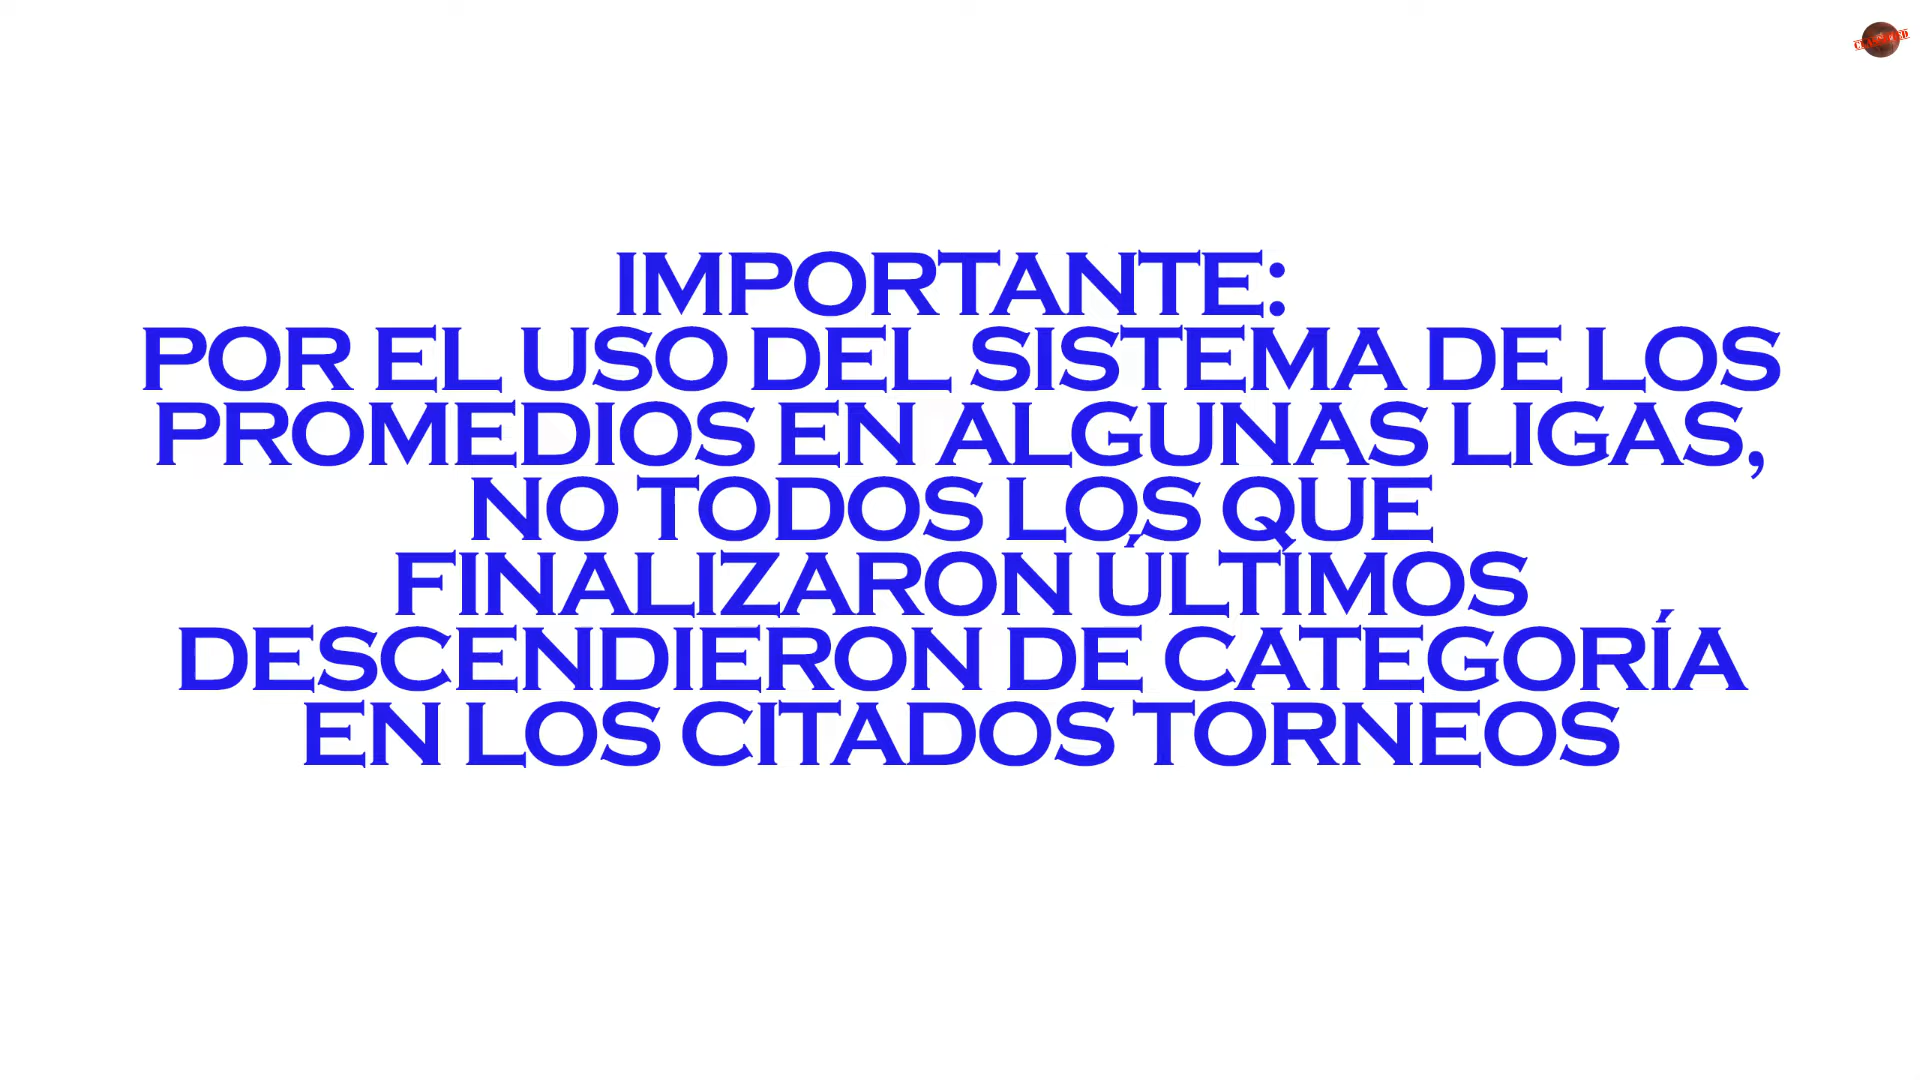 CLASSIFIED
IMPORTANTE:
POR EL USO DEL SISTEMA DE LOS
PROMEDIOS EN ALGUNAS LIGAS,
NO TODOS LOS QUE
FINALIZARON ÚLTIMOS
DESCENDIERON DE CATEGORÍA
EN LOS CITADOS TORNEOS